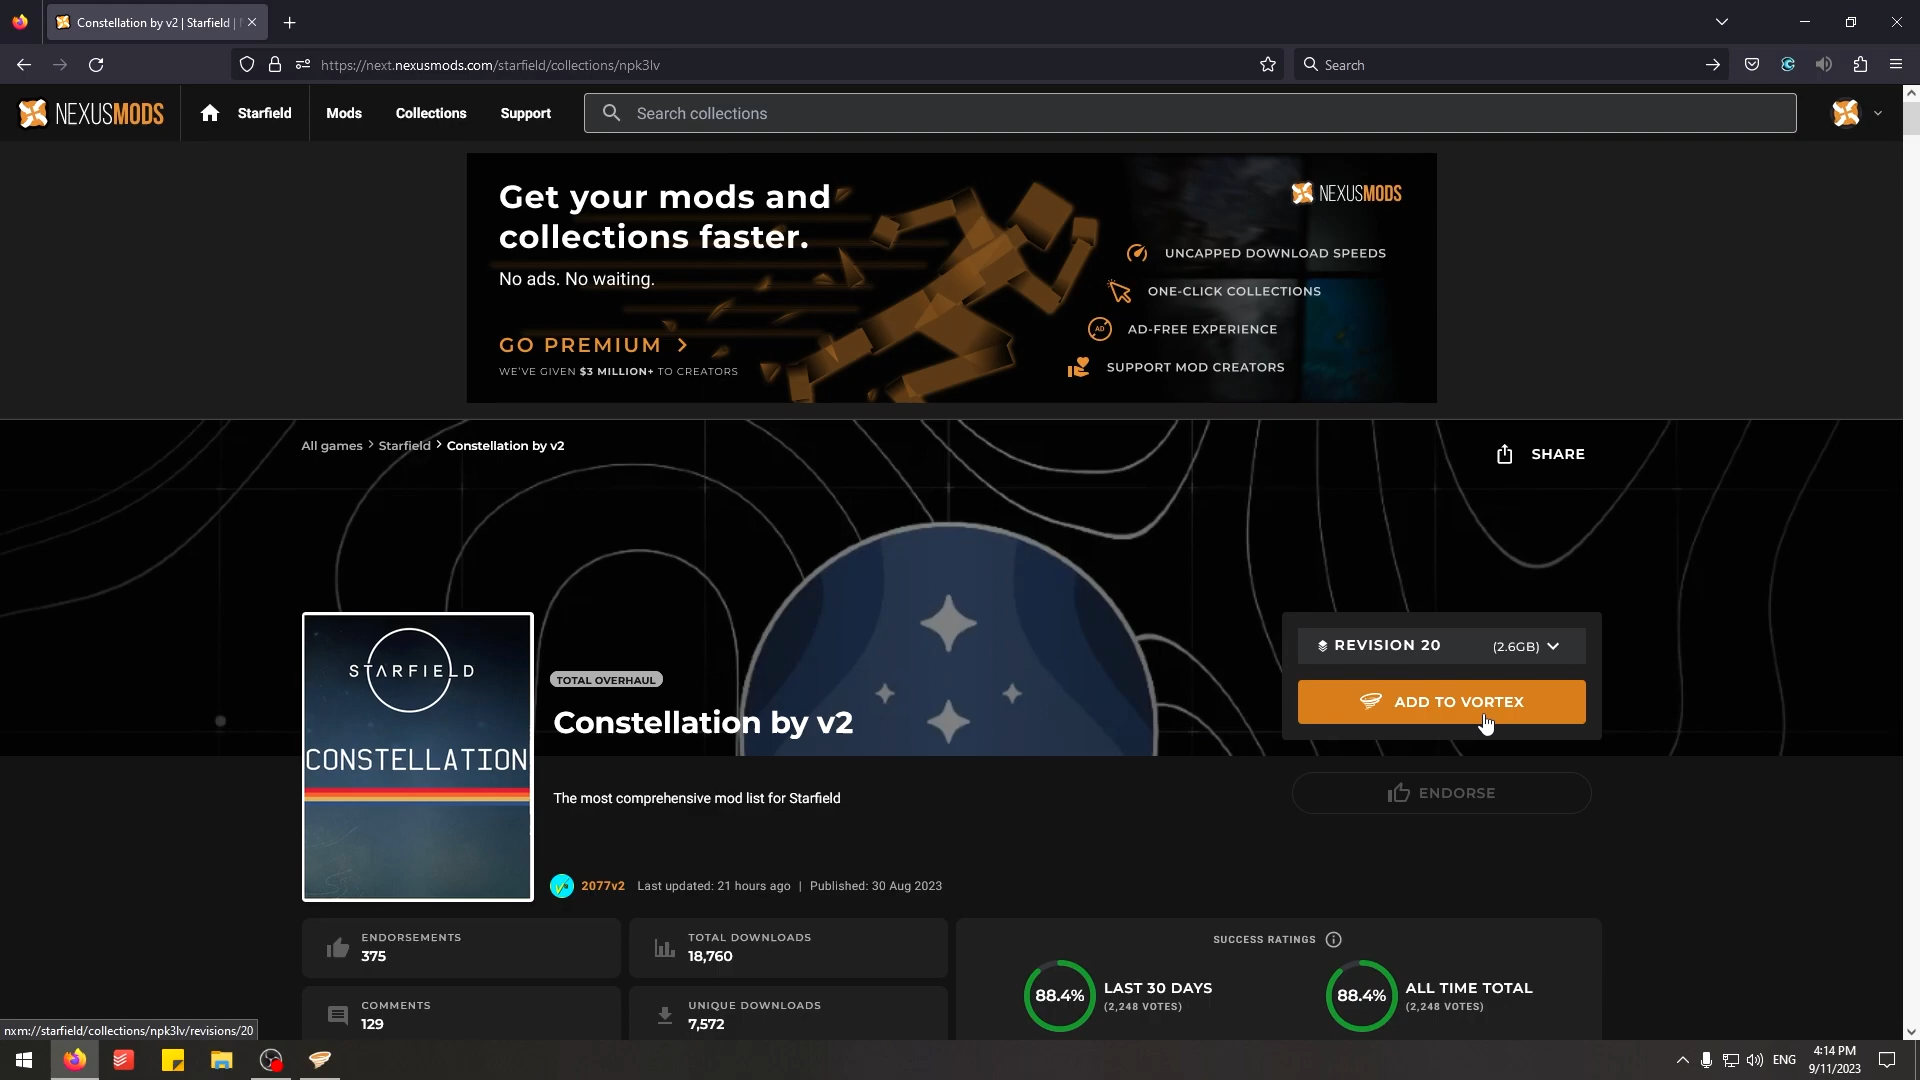 Constellation by v2 | Starfield |
https://next.nexusmods.com/starfield/collections/npk3lv
Search
NEXUSMODS
Starfield
Mods
Collections
Support
Search collections
Get your mods and
collections faster.
No ads. No waiting.
GO PREMIUM
WE'VE GIVEN $3 MILLION+ TO CREATORS
NEXUSMODS
UNCAPPED DOWNLOAD SPEEDS
ONE-CLICK COLLECTIONS
AD
AD-FREE EXPERIENCE
SUPPORT MOD CREATORS
All games > Starfield > Constellation by v2
SHARE
STARFIELD
CONSTELLATION
TOTAL OVERHAUL
Constellation by v2
REVISION 20 (2.6GB)
ADD TO VORTEX
The most comprehensive mod list for Starfield
ENDORSE
2077v2 Last updated: 21 hours ago | Published: 30 Aug 2023
ENDORSEMENTS
375
TOTAL DOWNLOADS
18,760
COMMENTS
129
UNIQUE DOWNLOADS
7,572
SUCCESS RATINGS
88.4%
LAST 30 DAYS
(2,248 VOTES)
88.4%
ALL TIME TOTAL
(2,248 VOTES)
nxm://starfield/collections/npk3lv/revisions/20
ENG
4:14 PM
9/11/2023